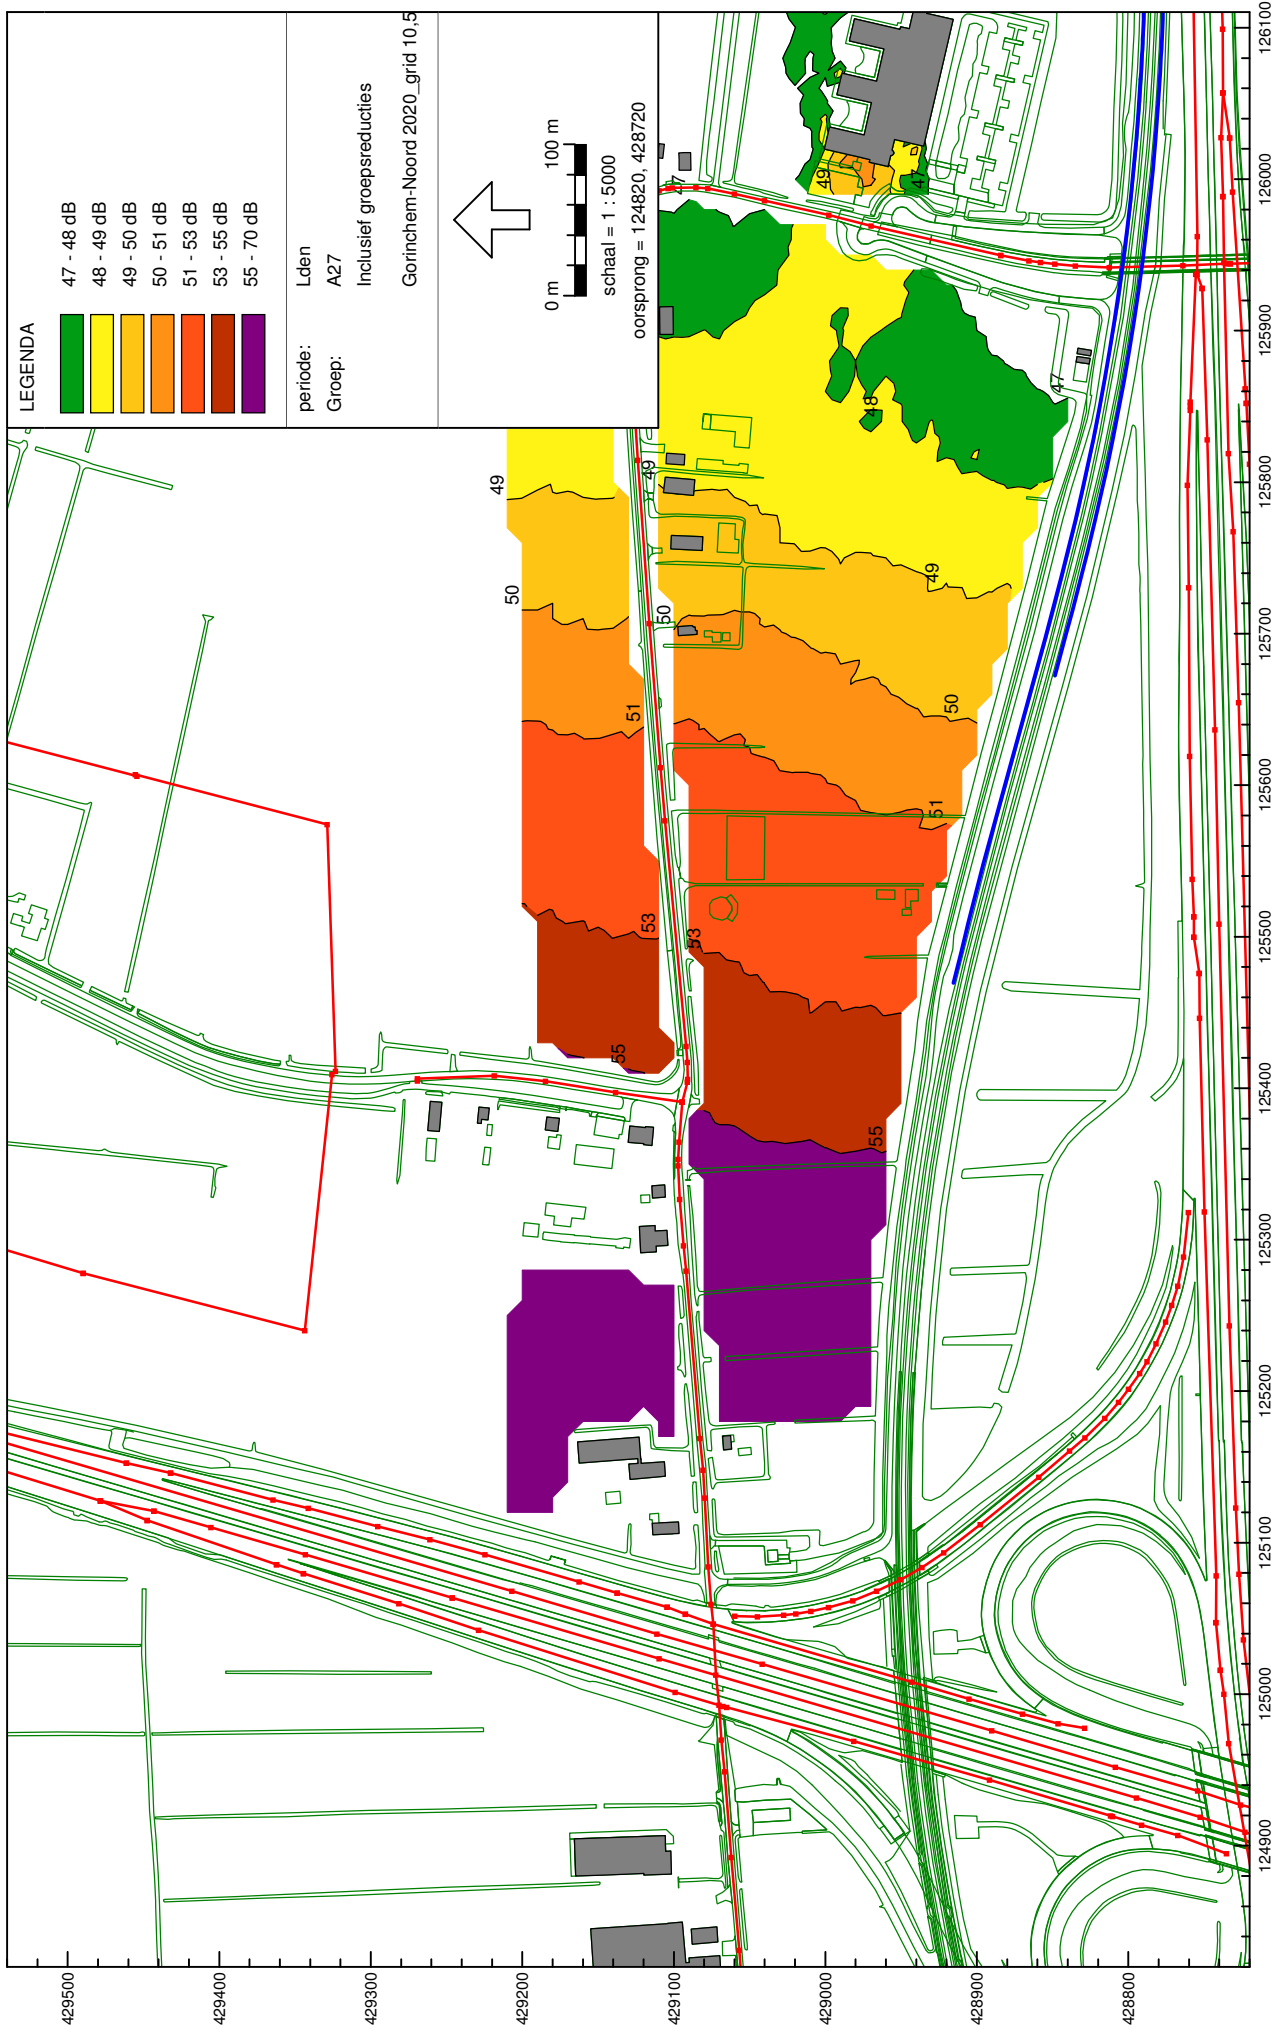 LEGENDA
47 - 48 dB
48 - 49 dB
49 - 50 dB
50 - 51 dB
51 - 53 dB
53 - 55 dB
55 - 70 dB
periode: Lden
Groep: A27
Inclusief groepsreducties
Gorinchem-Noord 2020_grid 10,5
0 m 100 m
schaal = 1 : 5000
oorsprong = 124820, 428720
49
50
51
53
55
47
49
50
53
49
47
48
47
49
50
51
55
429500
429400
429300
429200
429100
429000
428900
428800
124900
125000
125100
125200
125300
125400
125500
125600
125700
125800
125900
126000
126100